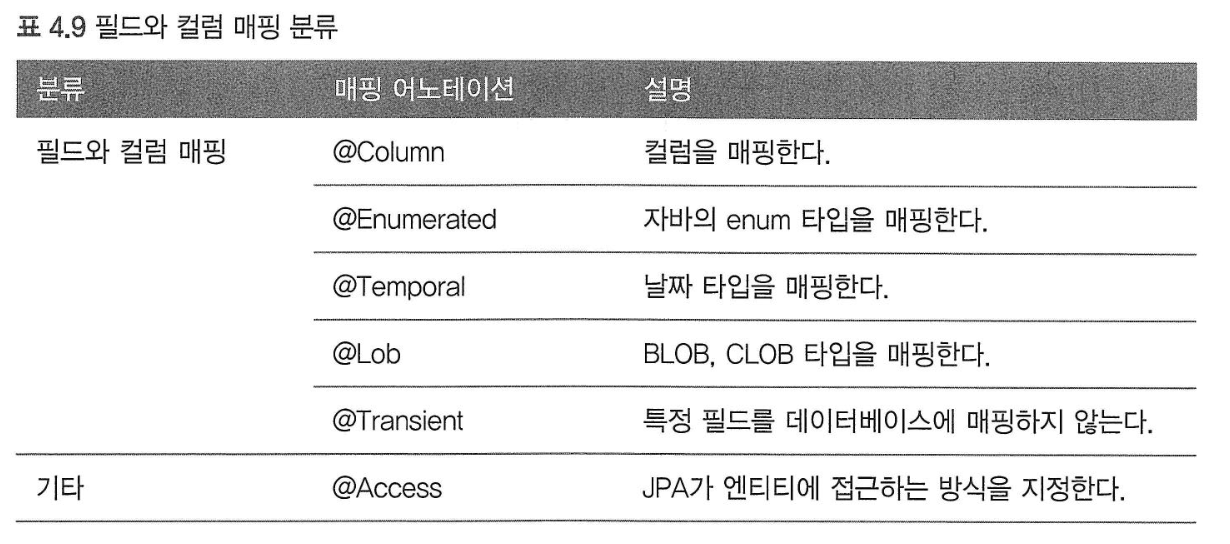 표 4.9 필드와 컬럼 매핑 분류
분류 매핑 어노테이션 설명
필드와 컬럼 매핑 @Column 컬럼을 매핑한다.
@Enumerated 자바의 enum 타입을 매핑한다.
@Temporal 날짜 타입을 매핑한다.
@Lob BLOB, CLOB 타입을 매핑한다.
@Transient 특정 필드를 데이터베이스에 매핑하지 않는다.
기타 @Access JPA가 엔티티에 접근하는 방식을 지정한다.